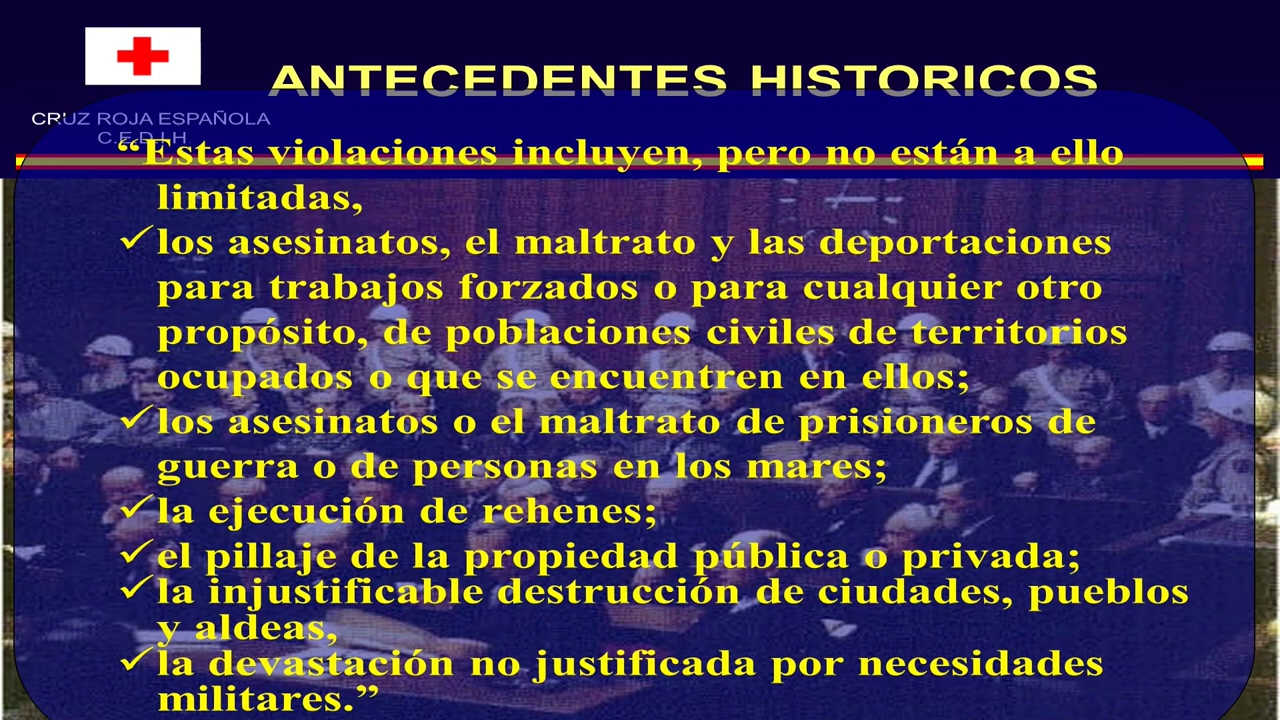 ANTECEDENTES HISTORICOS
CRUZ ROJA ESPAÑOLA
C.E.D.I.H.
“Estas violaciones incluyen, pero no están a ello
limitadas,
los asesinatos, el maltrato y las deportaciones
para trabajos forzados o para cualquier otro
propósito, de poblaciones civiles de territorios
ocupados o que se encuentren en ellos;
los asesinatos o el maltrato de prisioneros de
guerra o de personas en los mares;
la ejecución de rehenes;
el pillaje de la propiedad pública o privada;
la injustificable destrucción de ciudades, pueblos
y aldeas,
la devastación no justificada por necesidades
militares.”